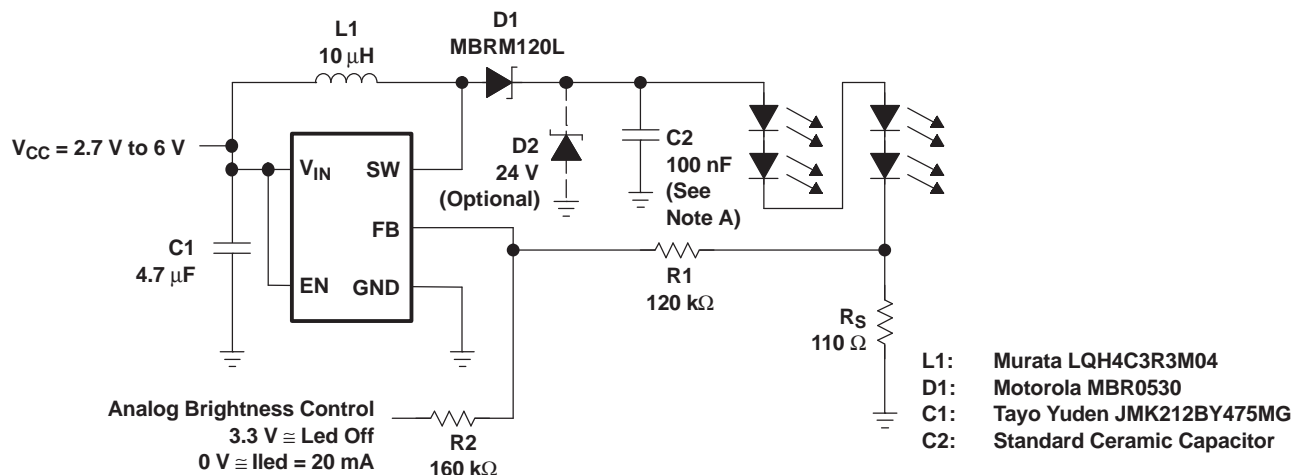 L1
10 μH
D1
MBRM120L
VCC = 2.7 V to 6 V
VIN
SW
FB
EN
GND
C1
4.7 μF
D2
24 V
(Optional)
C2
100 nF
(See
Note A)
R1
120 kΩ
RS
110 Ω
Analog Brightness Control
3.3 V ≅ Led Off
0 V ≅ Iled = 20 mA
R2
160 kΩ
L1: Murata LQH4C3R3M04
D1: Motorola MBR0530
C1: Tayo Yuden JMK212BY475MG
C2: Standard Ceramic Capacitor